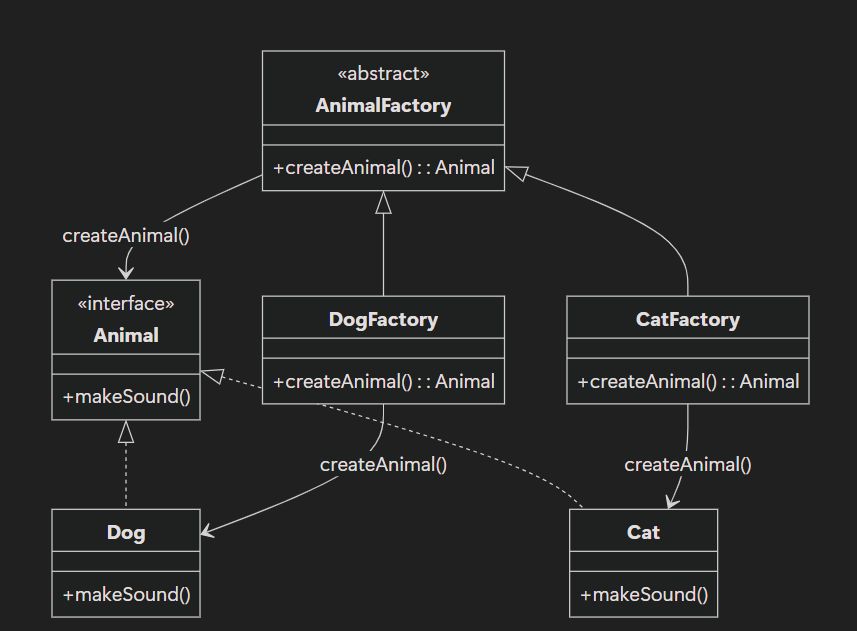 «abstract»
AnimalFactory
+createAnimal() : : Animal
createAnimal()
«interface»
Animal
+makeSound()
DogFactory
+createAnimal() : : Animal
CatFactory
+createAnimal() : : Animal
createAnimal()
createAnimal()
Dog
+makeSound()
Cat
+makeSound()